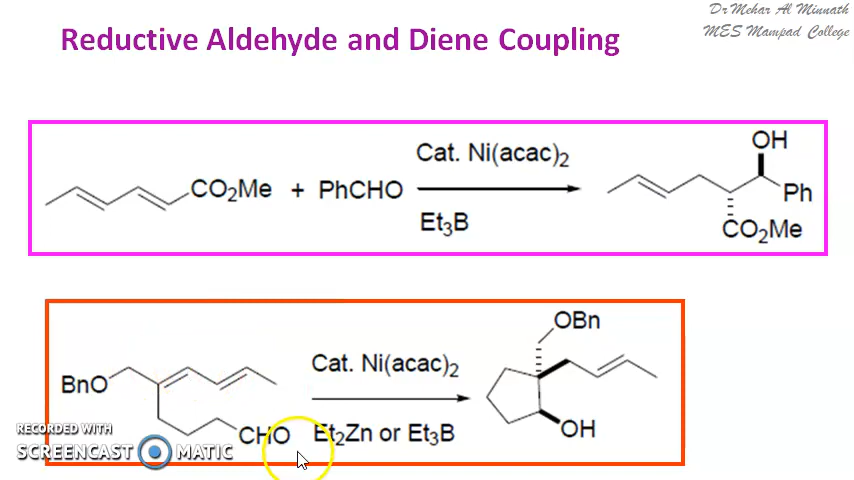 Dr Mehar Al Minnath
MES Mampad College
Reductive Aldehyde and Diene Coupling
CO₂Me + PhCHO
Cat. Ni(acac)₂
Et₃B
OH
Ph
CO₂Me
BnO
CHO
Cat. Ni(acac)₂
Et₂Zn or Et₃B
OBn
OH
RECORDED WITH
SCREENCAST MATIC